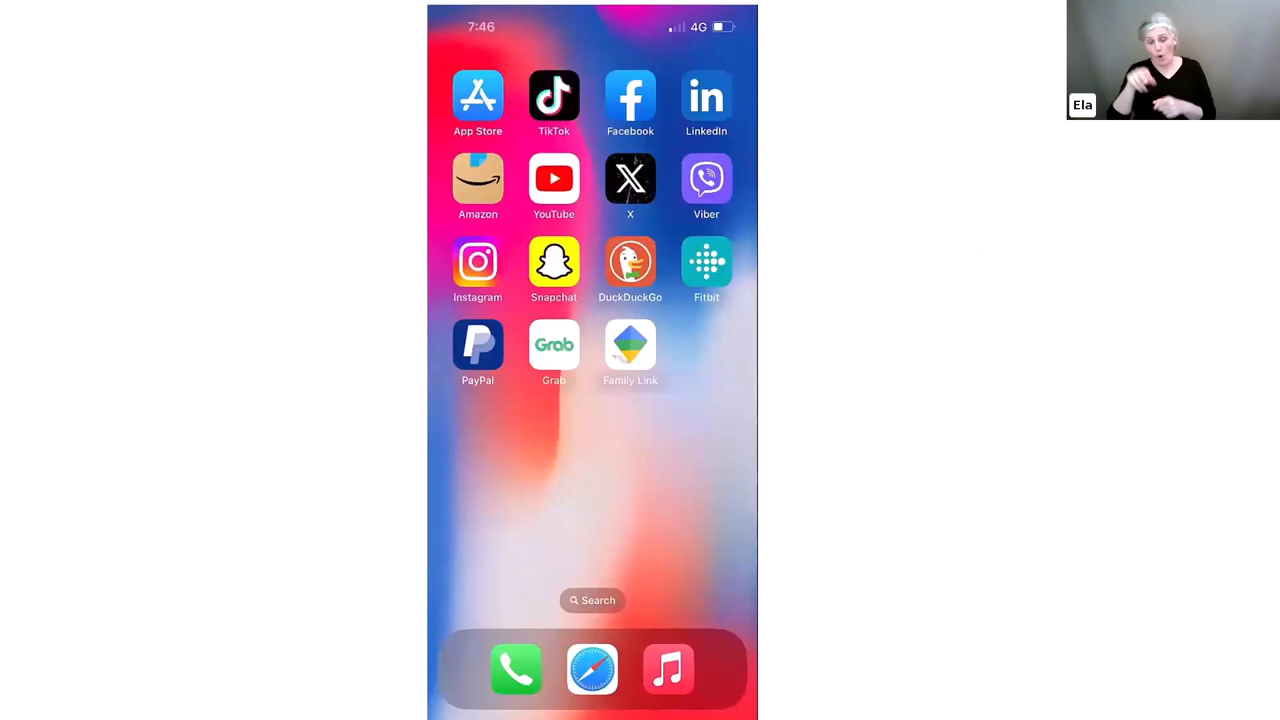 7:46 4G
App Store TikTok Facebook LinkedIn
Amazon YouTube X Viber
Instagram Snapchat DuckDuckGo Fitbit
Grab
PayPal Grab Family Link
Search
Ela